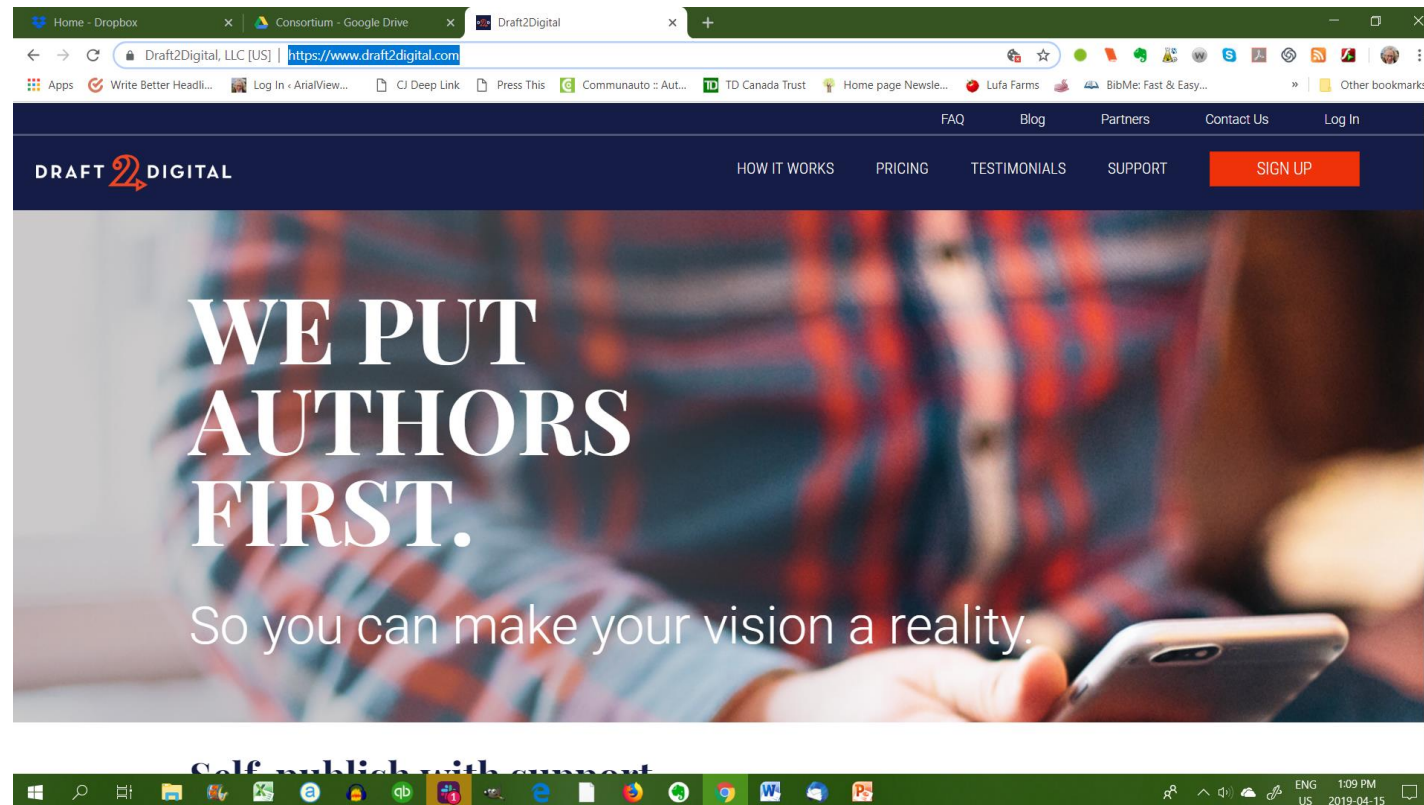 Home - Dropbox
Consortium - Google Drive
Draft2Digital
Draft2Digital, LLC [US] | https://www.draft2digital.com
Apps
Write Better Headli...
Log In ‹ ArialView...
CJ Deep Link
Press This
Communauto :: Aut...
TD Canada Trust
Home page Newsle...
Lufa Farms
BibMe: Fast & Easy...
»
Other bookmarks
FAQ
Blog
Partners
Contact Us
Log In
DRAFT 2 DIGITAL
HOW IT WORKS
PRICING
TESTIMONIALS
SUPPORT
SIGN UP
WE PUT
AUTHORS
FIRST.
So you can make your vision a reality.
Self-publish with support
ENG
1:09 PM
US
2019-04-15